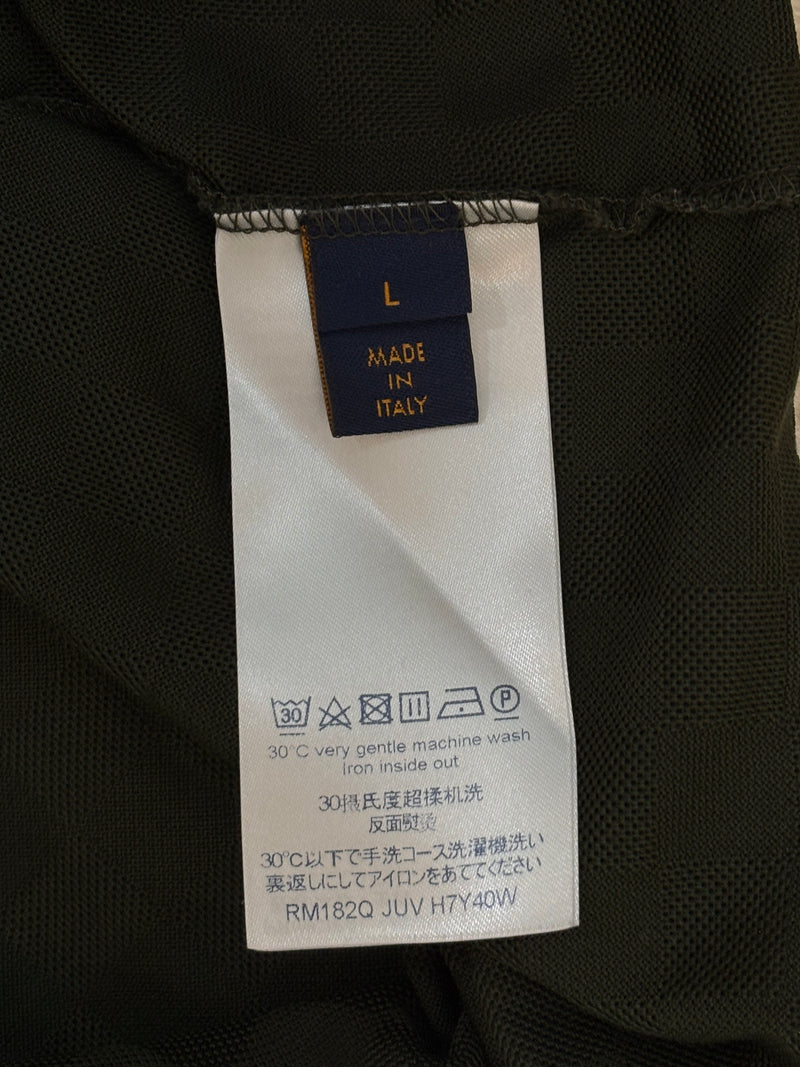 L
MADE
IN
ITALY
30 P
30°C very gentle machine wash
Iron inside out
30摄氏度超揉机洗
反面熨烫
30℃以下で手洗コース洗濯機洗い
裏返しにしてアイロンをあててください
RM182Q JUV H7Y40W